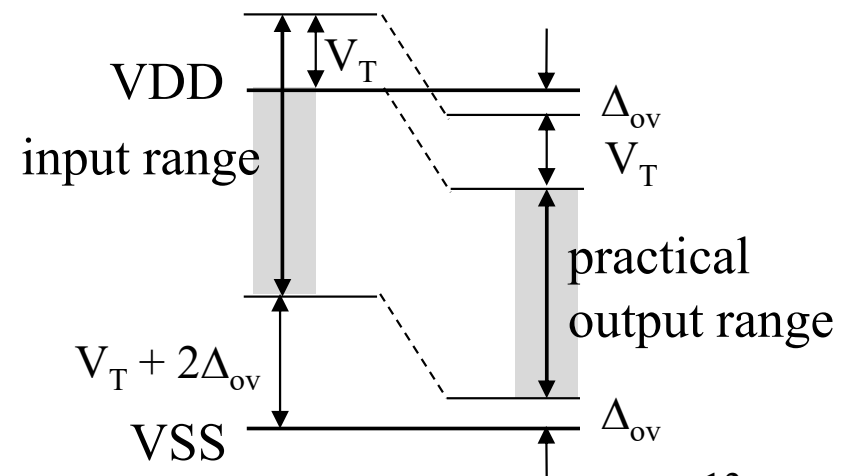 V_T
VDD
Δ_ov
input range
V_T
practical
output range
V_T + 2Δ_ov
Δ_ov
VSS